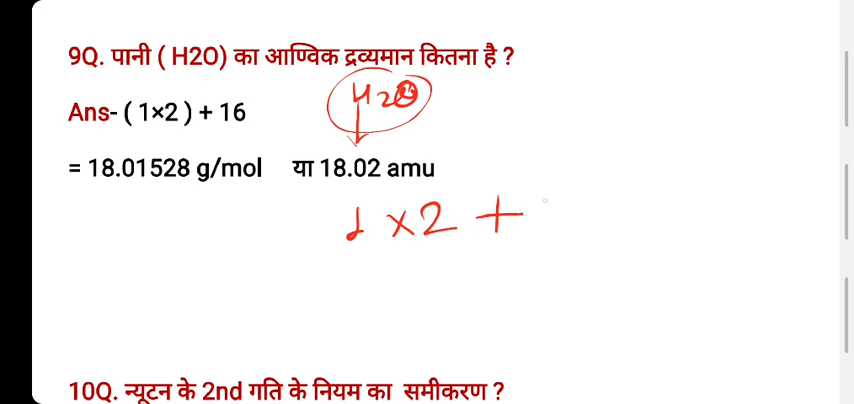 9Q. पानी ( H2O) का आण्विक द्रव्यमान कितना है ?
H2O
Ans- ( 1×2 ) + 16
= 18.01528 g/mol या 18.02 amu
1 × 2 +
10Q. न्यूटन के 2nd गति के नियम का समीकरण ?